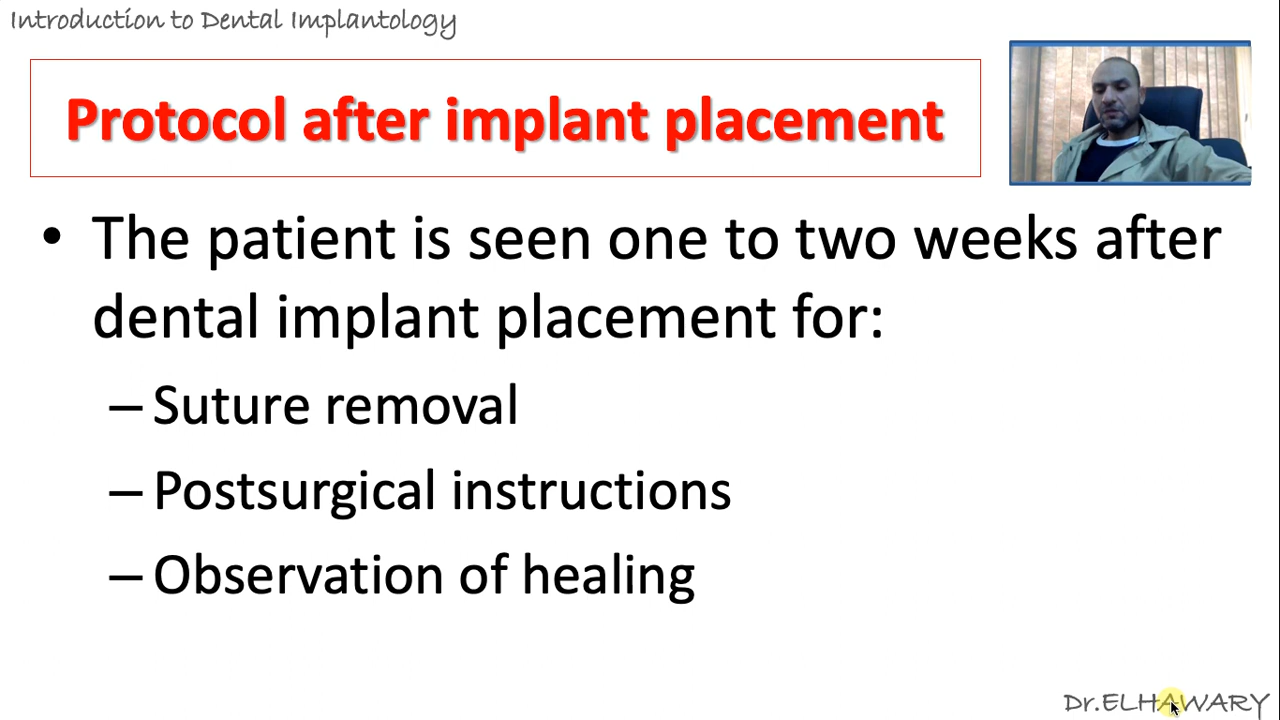 Introduction to Dental Implantology
Protocol after implant placement
• The patient is seen one to two weeks after
dental implant placement for:
– Suture removal
– Postsurgical instructions
– Observation of healing
Dr.ELHAWARY